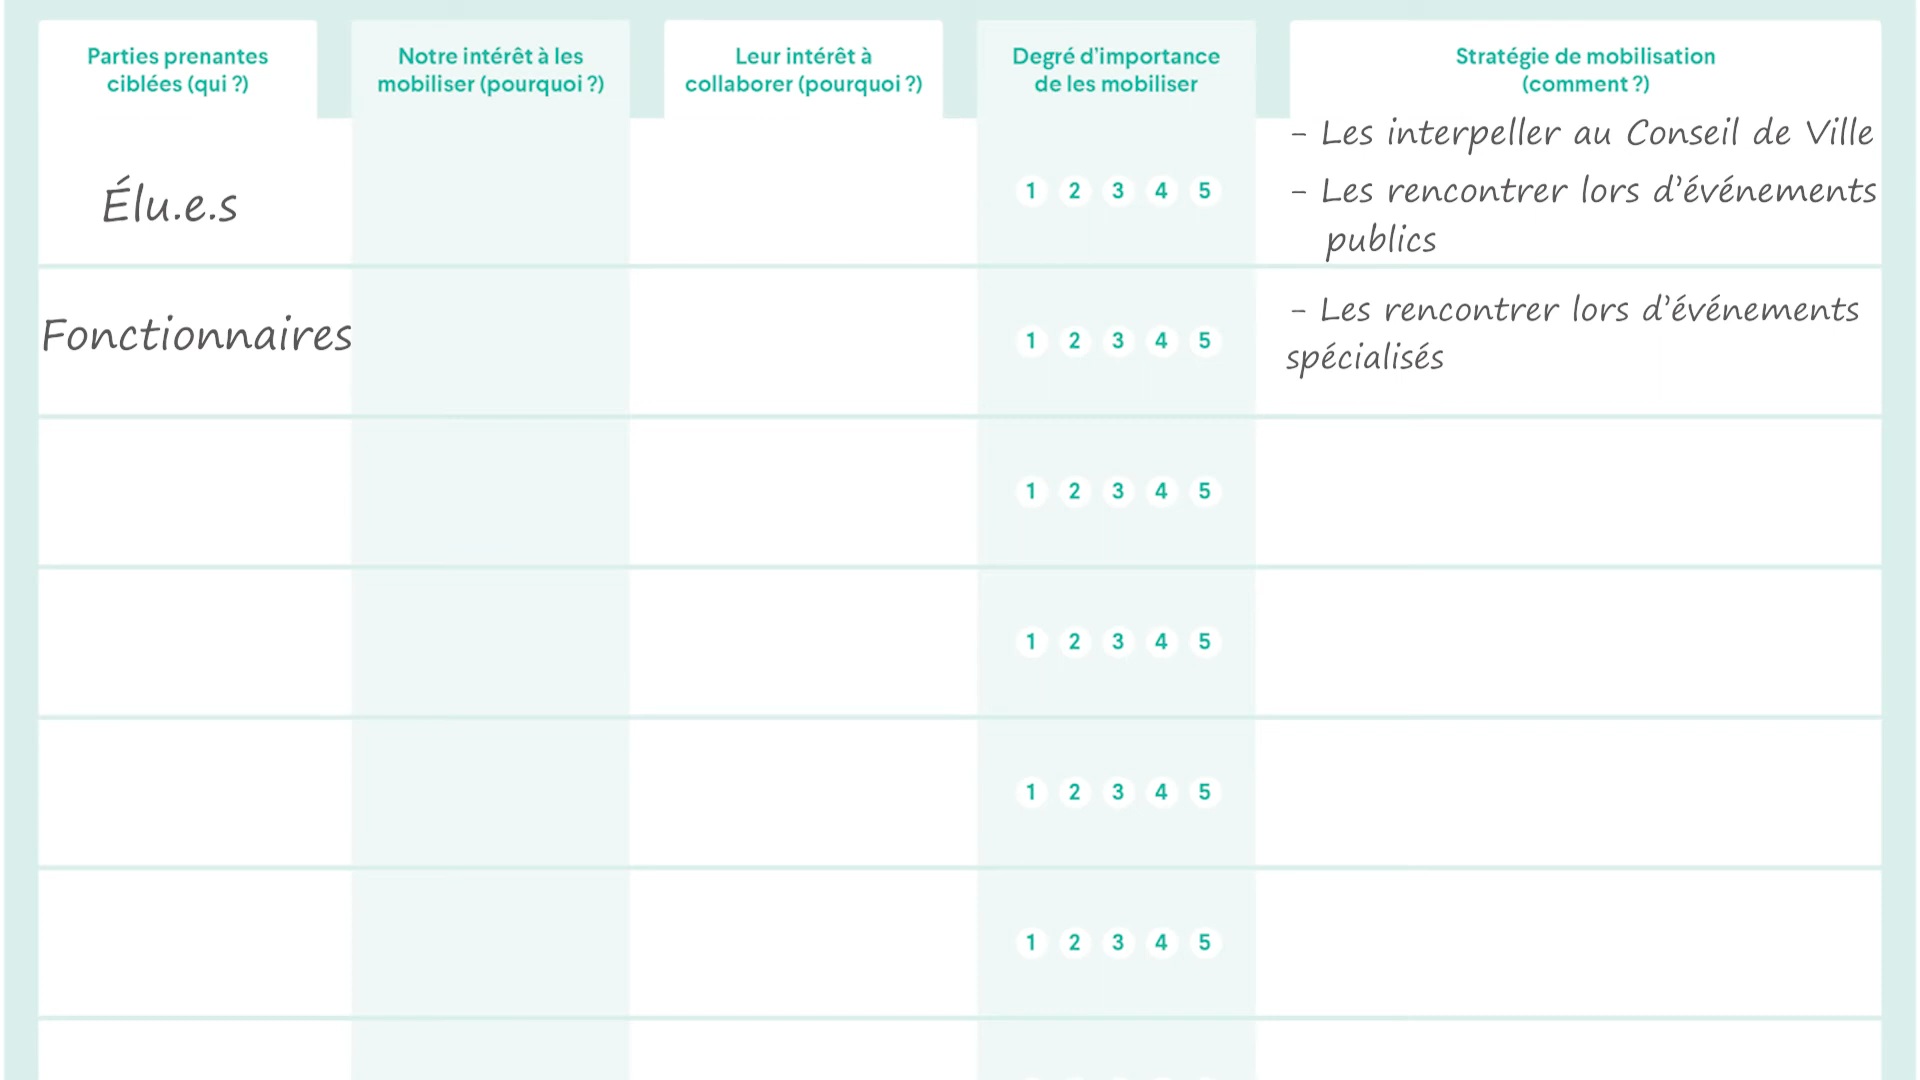 Parties prenantes
ciblées (qui ?)
Notre intérêt à les
mobiliser (pourquoi ?)
Leur intérêt à
collaborer (pourquoi ?)
Degré d'importance
de les mobiliser
Stratégie de mobilisation
(comment ?)
Élu.e.s
1 2 3 4 5
- Les interpeller au Conseil de Ville
- Les rencontrer lors d'événements
publics
Fonctionnaires
1 2 3 4 5
- Les rencontrer lors d'événements
spécialisés
1 2 3 4 5
1 2 3 4 5
1 2 3 4 5
1 2 3 4 5